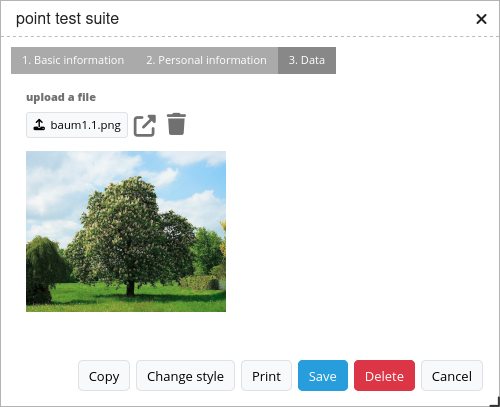 point test suite
1. Basic information 2. Personal information 3. Data
upload a file
baum1.1.png
Copy Change style Print Save Delete Cancel